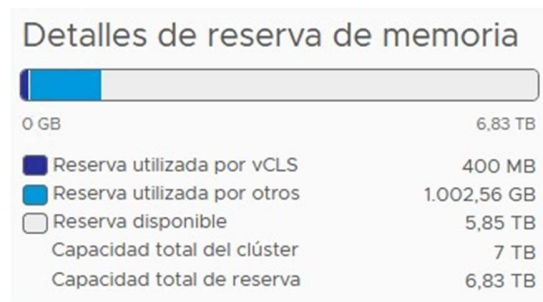 Detalles de reserva de memoria
0 GB 6,83 TB
Reserva utilizada por vCLS 400 MB
Reserva utilizada por otros 1.002,56 GB
Reserva disponible 5,85 TB
Capacidad total del clúster 7 TB
Capacidad total de reserva 6,83 TB